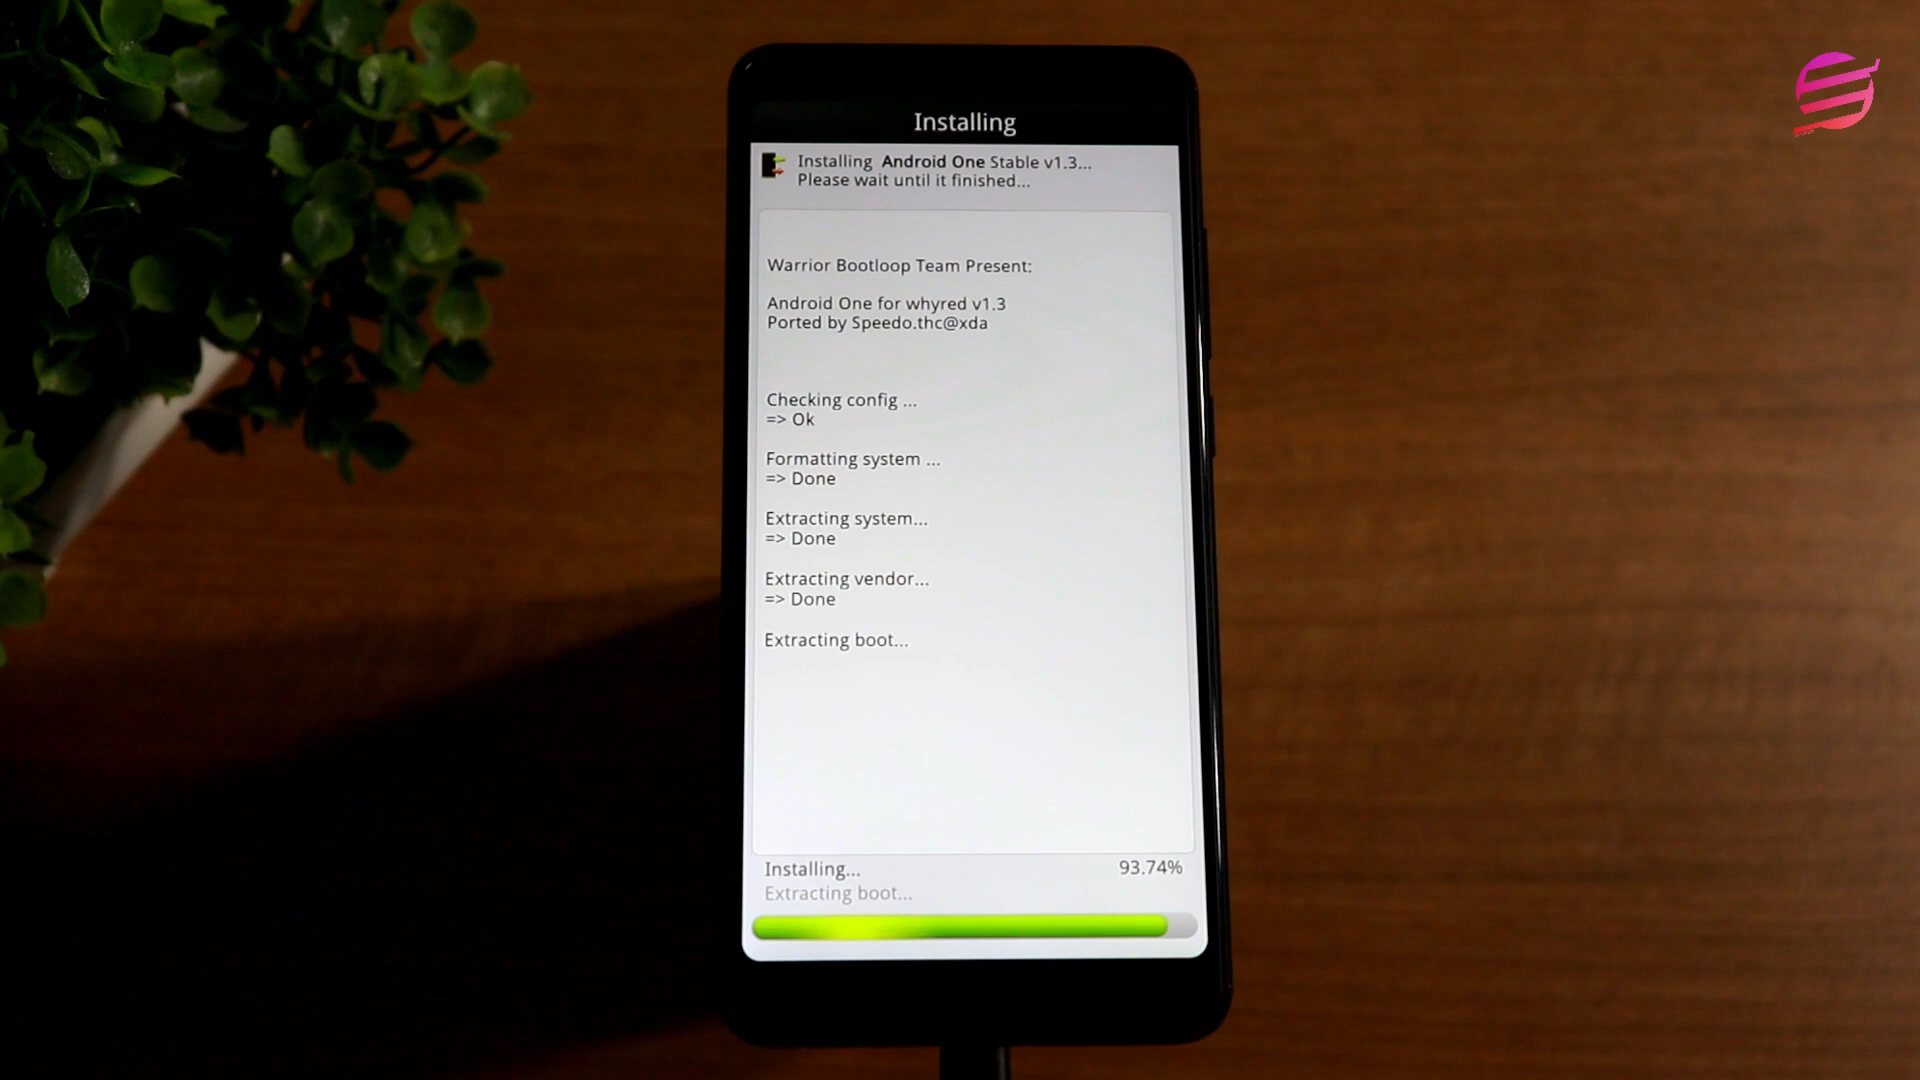 Installing
Installing Android One Stable v1.3...
Please wait until it finished...
Warrior Bootloop Team Present:
Android One for whyred v1.3
Ported by Speedo.thc@xda
Checking config ...
=> Ok
Formatting system ...
=> Done
Extracting system...
=> Done
Extracting vendor...
=> Done
Extracting boot...
Installing... 93.74%
Extracting boot...